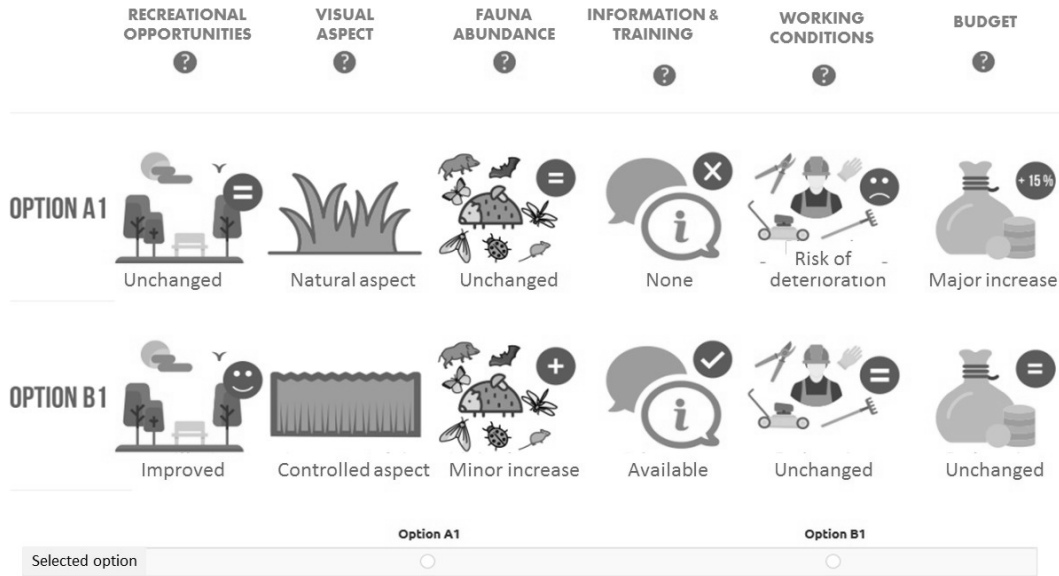 RECREATIONAL OPPORTUNITIES
VISUAL ASPECT
FAUNA ABUNDANCE
INFORMATION & TRAINING
WORKING CONDITIONS
BUDGET
? ? ? ? ? ?
OPTION A1
=
=
i
+ 15 %
Unchanged
Natural aspect
Unchanged
None
Risk of
deterioration
Major increase
OPTION B1
+
i
=
=
Improved
Controlled aspect
Minor increase
Available
Unchanged
Unchanged
Option A1
Option B1
Selected option